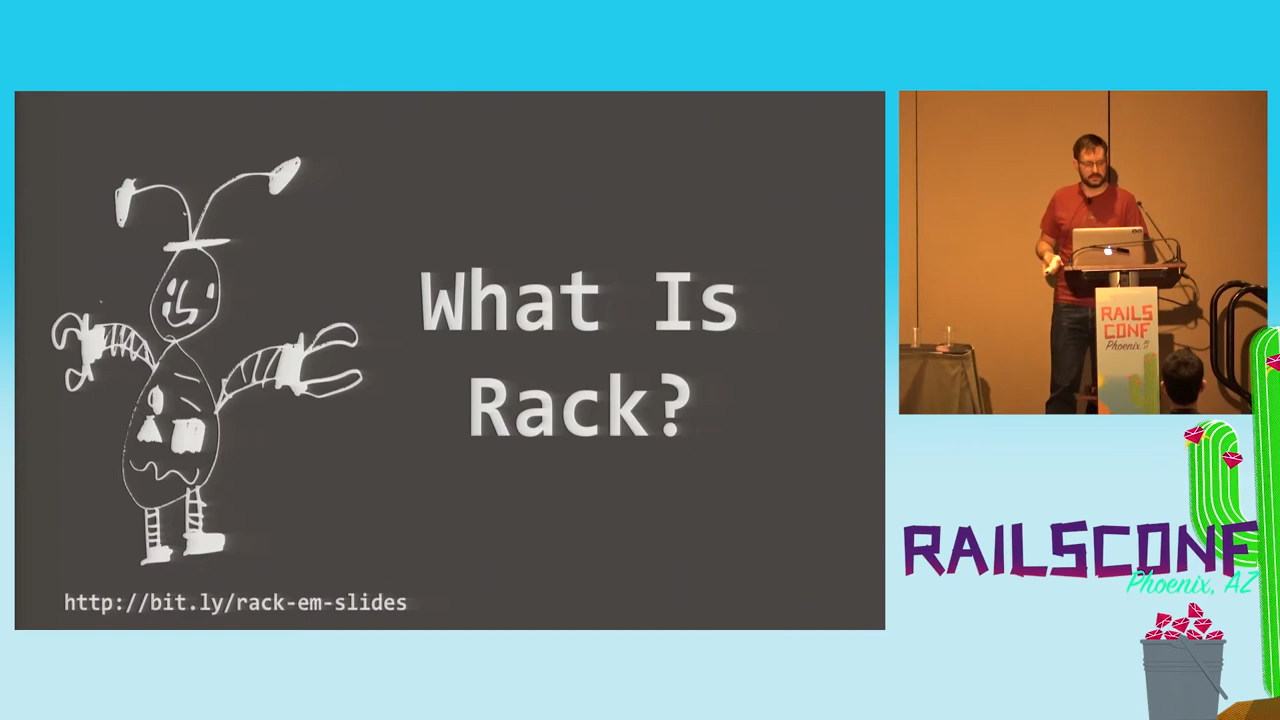 What Is
Rack?
http://bit.ly/rack-em-slides
RAILS
CONF
Phoenix
RAILSCONF
Phoenix, AZ